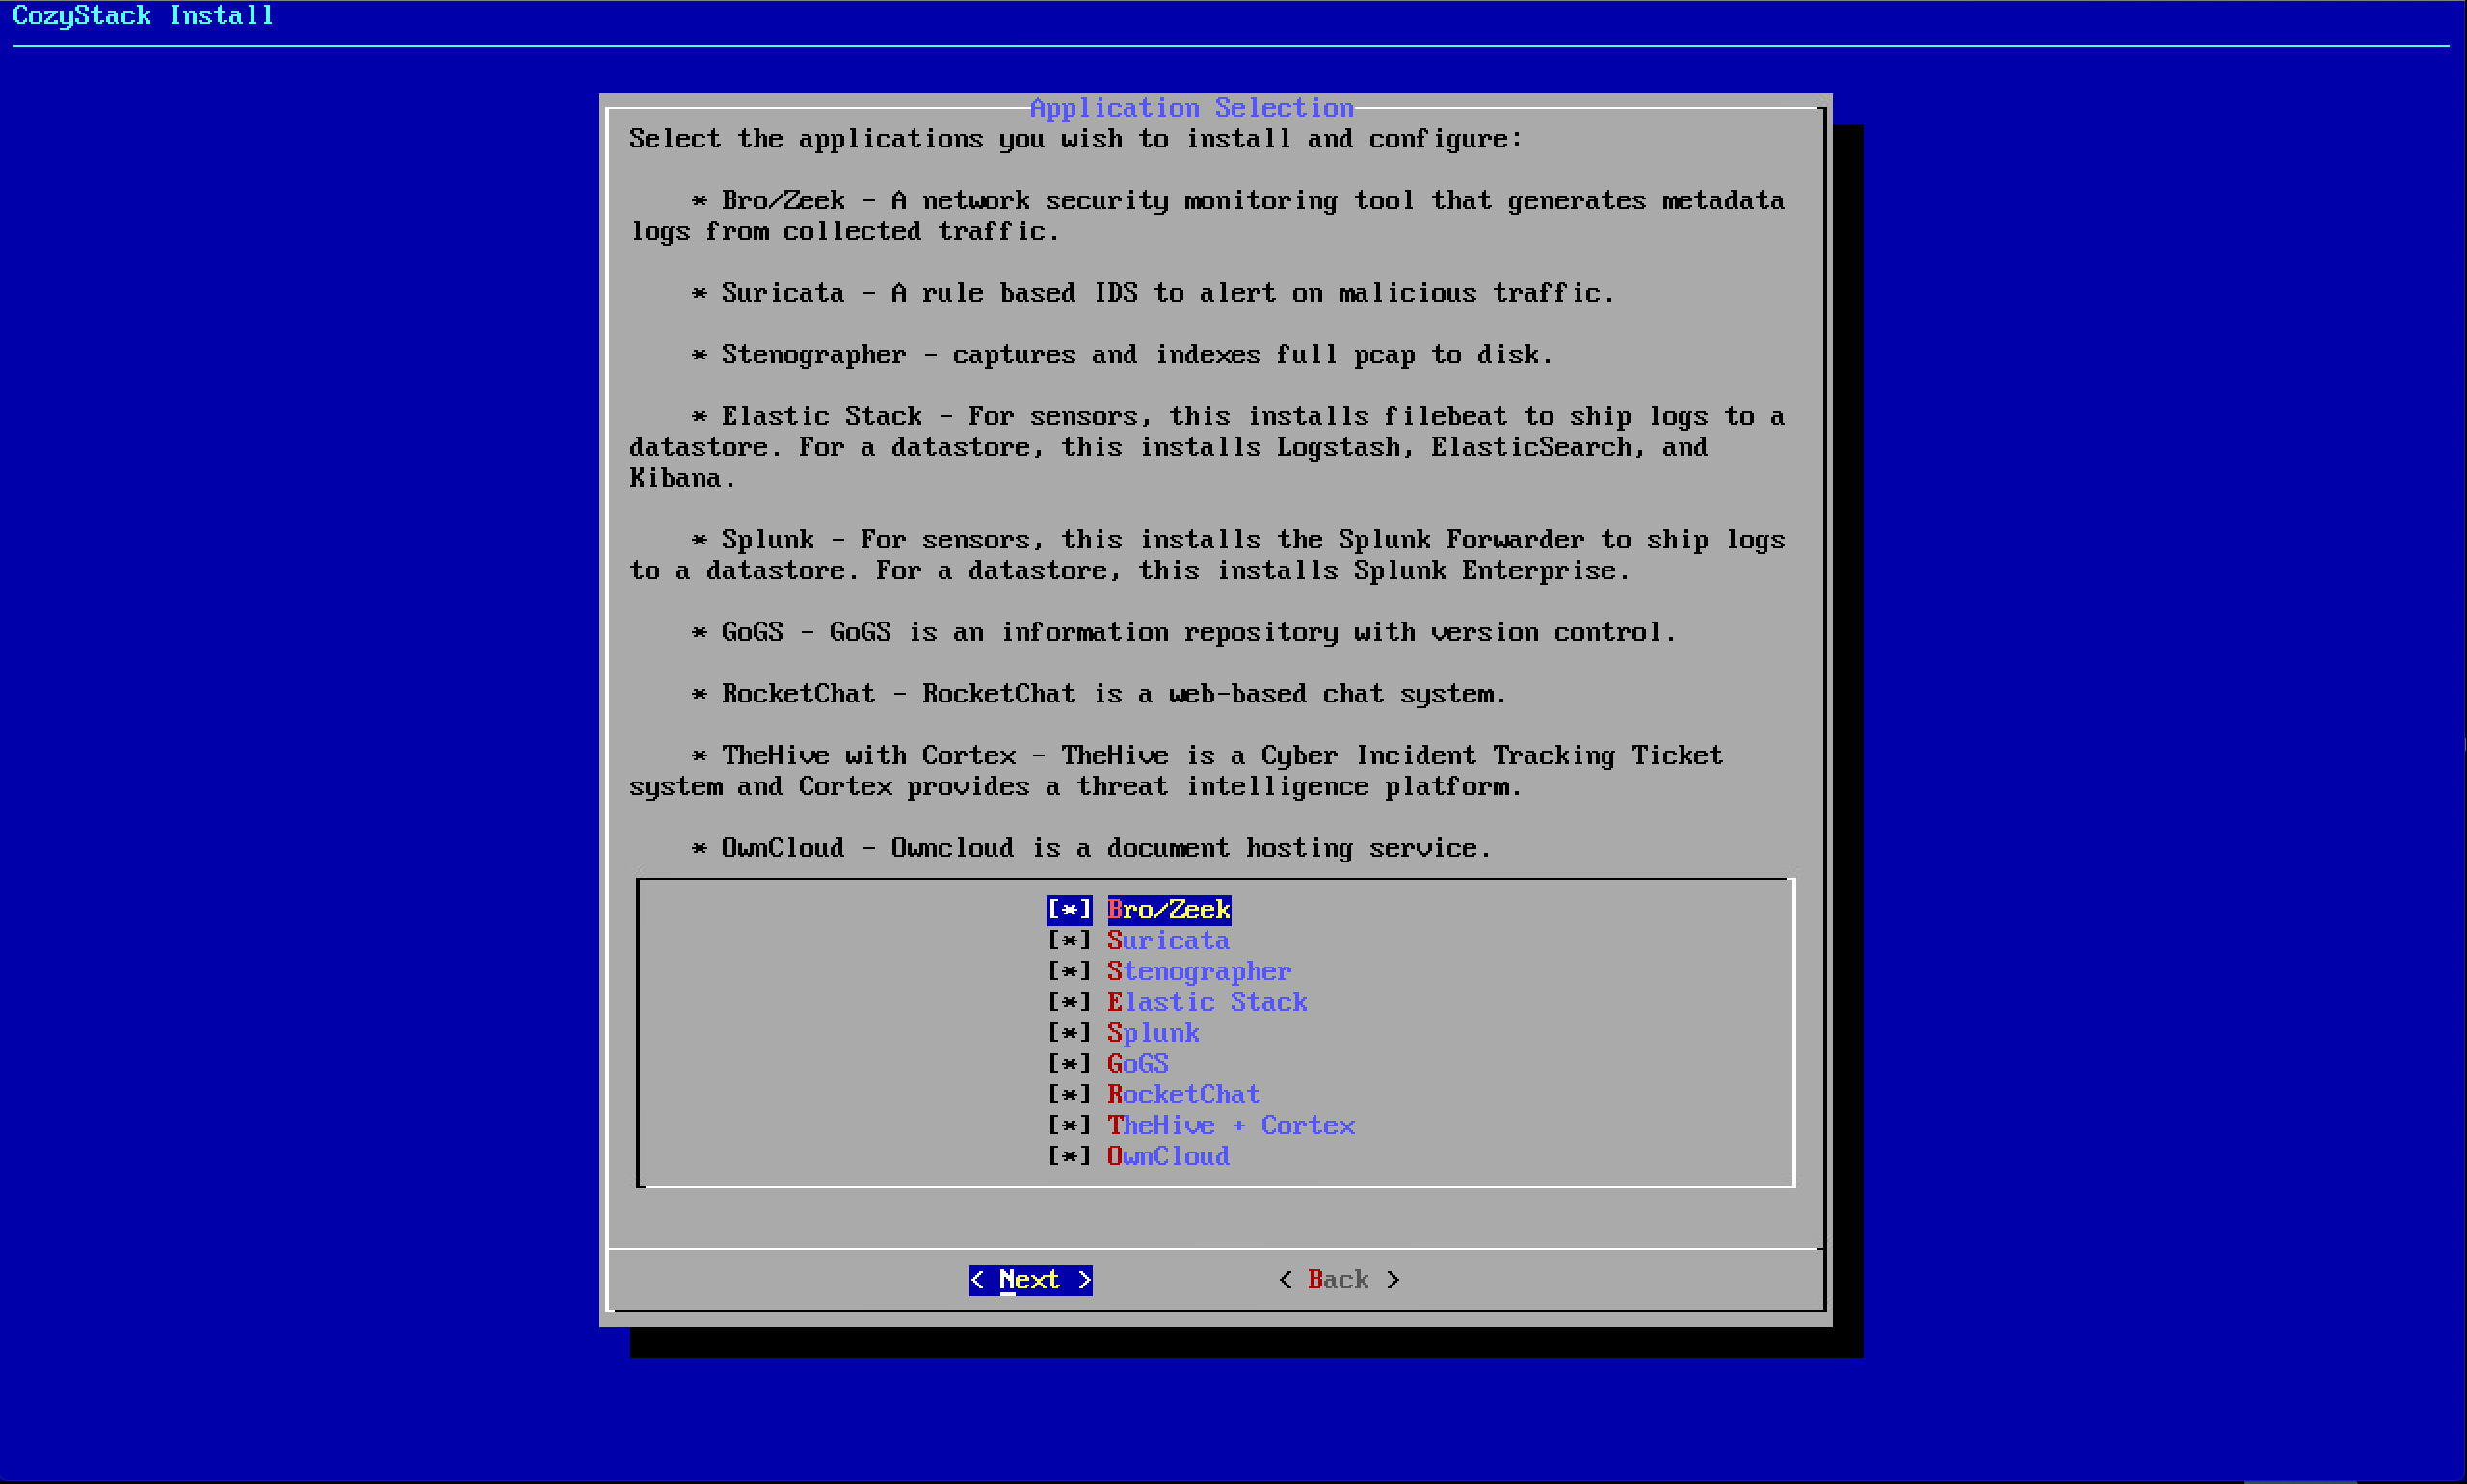 CozyStack Install
Application Selection
Select the applications you wish to install and configure:
* Bro/Zeek - A network security monitoring tool that generates metadata
logs from collected traffic.
* Suricata - A rule based IDS to alert on malicious traffic.
* Stenographer - captures and indexes full pcap to disk.
* Elastic Stack - For sensors, this installs filebeat to ship logs to a
datastore. For a datastore, this installs Logstash, ElasticSearch, and
Kibana.
* Splunk - For sensors, this installs the Splunk Forwarder to ship logs
to a datastore. For a datastore, this installs Splunk Enterprise.
* GoGS - GoGS is an information repository with version control.
* RocketChat - RocketChat is a web-based chat system.
* TheHive with Cortex - TheHive is a Cyber Incident Tracking Ticket
system and Cortex provides a threat intelligence platform.
* OwnCloud - Owncloud is a document hosting service.
[*] Bro/Zeek
[*] Suricata
[*] Stenographer
[*] Elastic Stack
[*] Splunk
[*] GoGS
[*] RocketChat
[*] TheHive + Cortex
[*] OwnCloud
< Next > < Back >